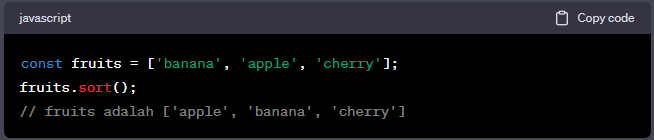 javascript
Copy code
const fruits = ['banana', 'apple', 'cherry'];
fruits.sort();
// fruits adalah ['apple', 'banana', 'cherry']